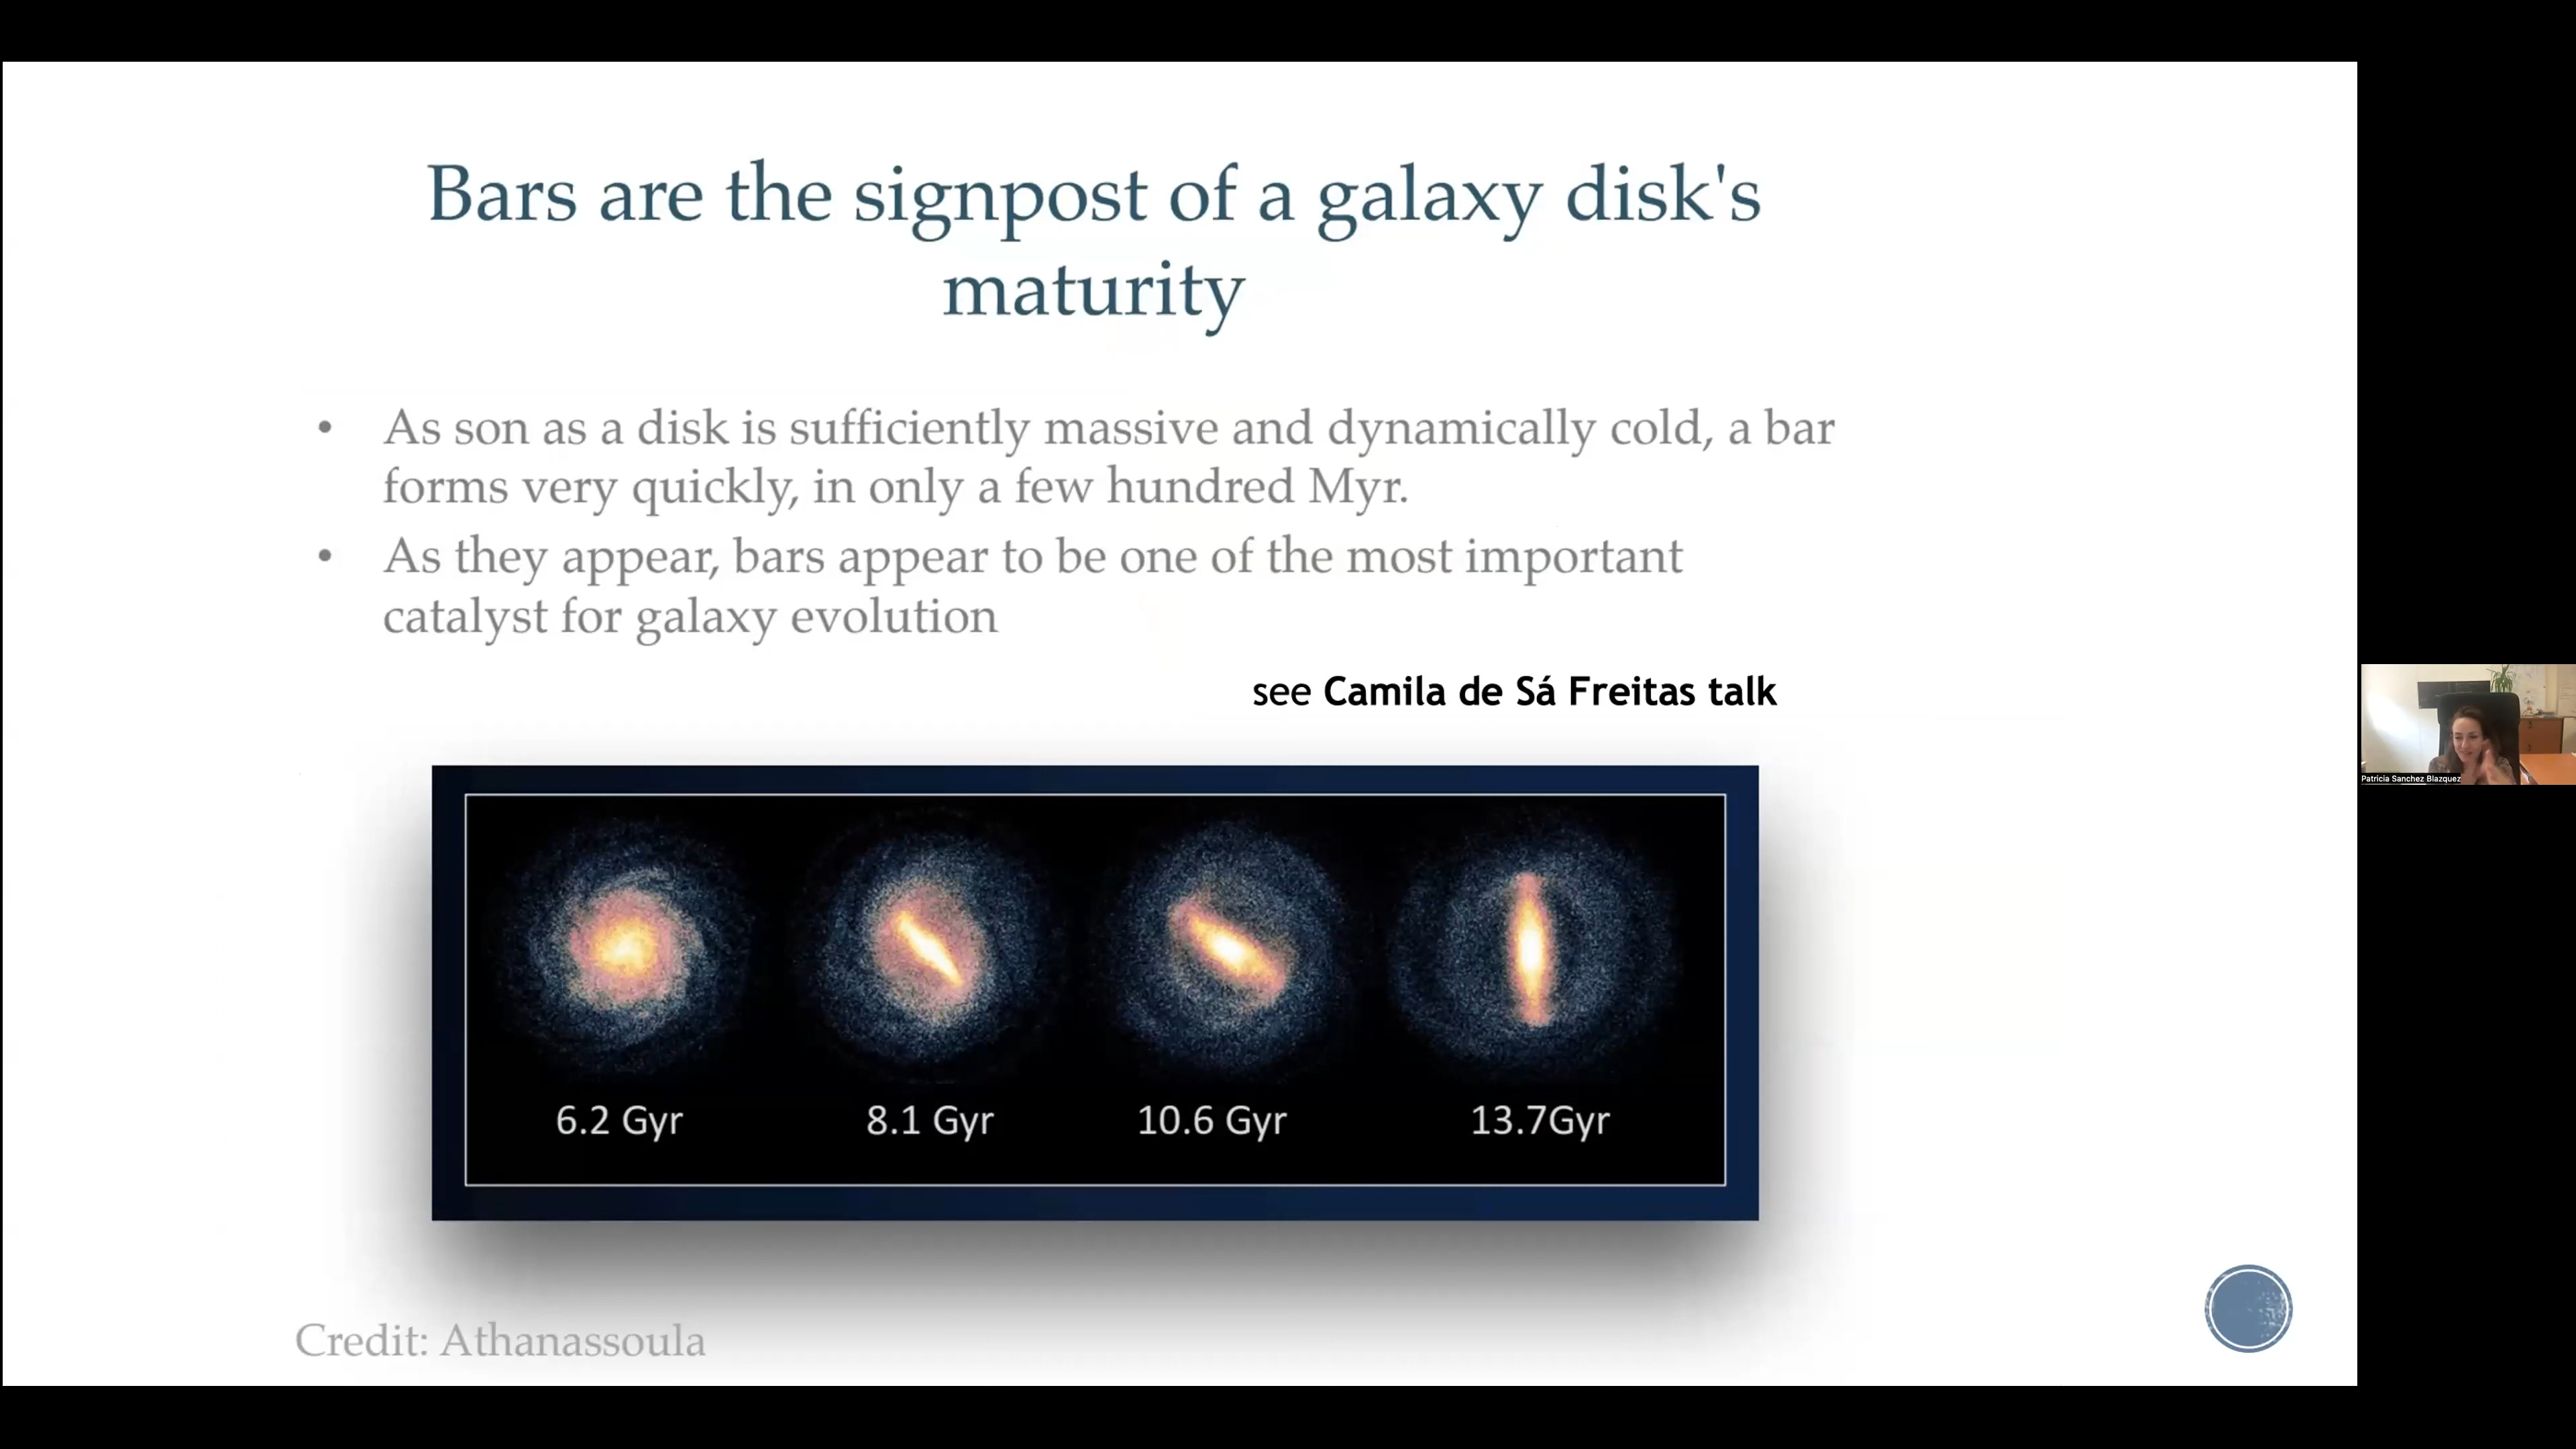 Bars are the signpost of a galaxy disk's
maturity
• As son as a disk is sufficiently massive and dynamically cold, a bar
forms very quickly, in only a few hundred Myr.
• As they appear, bars appear to be one of the most important
catalyst for galaxy evolution
see Camila de Sá Freitas talk
Patricia Sanchez Blazquez
6.2 Gyr
8.1 Gyr
10.6 Gyr
13.7Gyr
Credit: Athanassoula